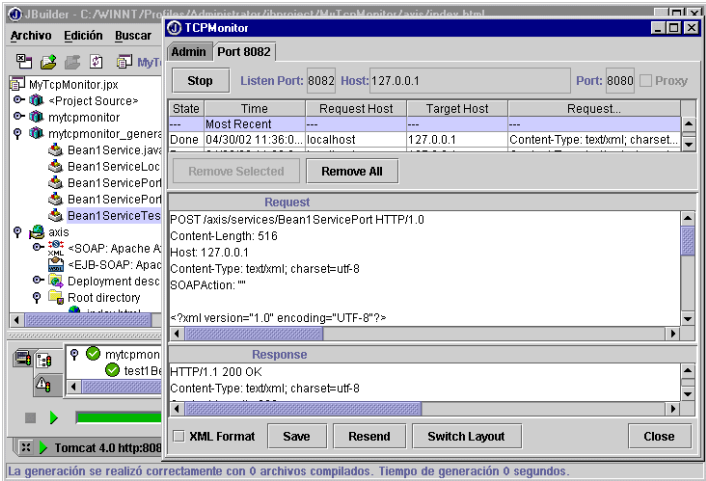 JBuilder - C:/WINNT/Profiles/Administrator/jbproject/MyTcpMonitor/axis/index.html
Archivo Edición Buscar
MyT
MyTcpMonitor.jpx
<Project Source>
mytcpmonitor
mytcpmonitor_genera
Bean1Service.java
Bean1ServiceLoc
Bean1ServicePort
Bean1ServicePort
Bean1ServiceTes
axis
<SOAP: Apache A
<EJB-SOAP: Apac
Deployment desc
Root directory
index.html
mytcpmon
test1Be
Tomcat 4.0 http:808
La generación se realizó correctamente con 0 archivos compilados. Tiempo de generación 0 segundos.
TCPMonitor
Admin Port 8082
Stop Listen Port: 8082 Host: 127.0.0.1 Port: 8080 Proxy
State Time Request Host Target Host Request...
--- Most Recent --- --- ---
Done 04/30/02 11:36:0... localhost 127.0.0.1 Content-Type: text/xml; charset...
Remove Selected Remove All
Request
POST /axis/services/Bean1ServicePort HTTP/1.0
Content-Length: 516
Host: 127.0.0.1
Content-Type: text/xml; charset=utf-8
SOAPAction: ""
<?xml version="1.0" encoding="UTF-8"?>
Response
HTTP/1.1 200 OK
Content-Type: text/xml; charset=utf-8
XML Format Save Resend Switch Layout Close